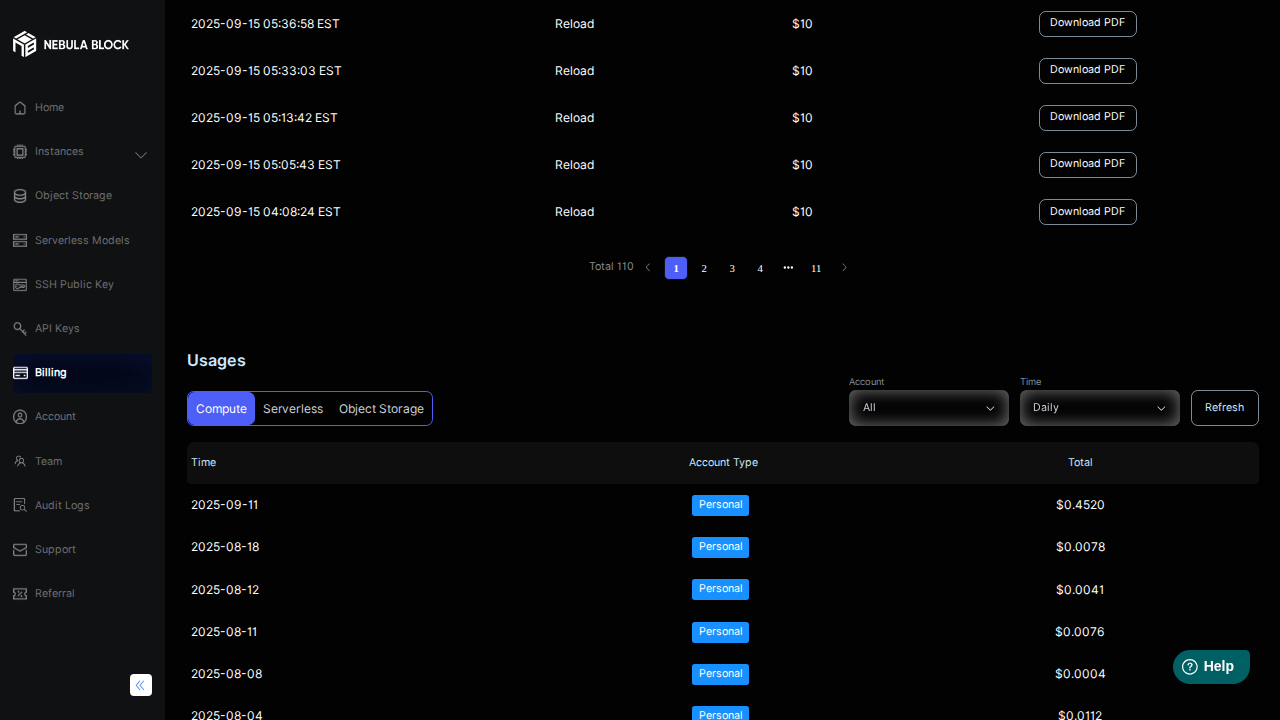 NEBULA BLOCK
Home
Instances
Object Storage
Serverless Models
SSH Public Key
API Keys
Billing
Account
Team
Audit Logs
Support
Referral
2025-09-15 05:36:58 EST Reload $10 Download PDF
2025-09-15 05:33:03 EST Reload $10 Download PDF
2025-09-15 05:13:42 EST Reload $10 Download PDF
2025-09-15 05:05:43 EST Reload $10 Download PDF
2025-09-15 04:08:24 EST Reload $10 Download PDF
Total 110 1 2 3 4 ••• 11
Usages
Account Time
Compute Serverless Object Storage All Daily Refresh
Time Account Type Total
2025-09-11 Personal $0.4520
2025-08-18 Personal $0.0078
2025-08-12 Personal $0.0041
2025-08-11 Personal $0.0076
2025-08-08 Personal $0.0004
2025-08-04 Personal $0.0112
Help